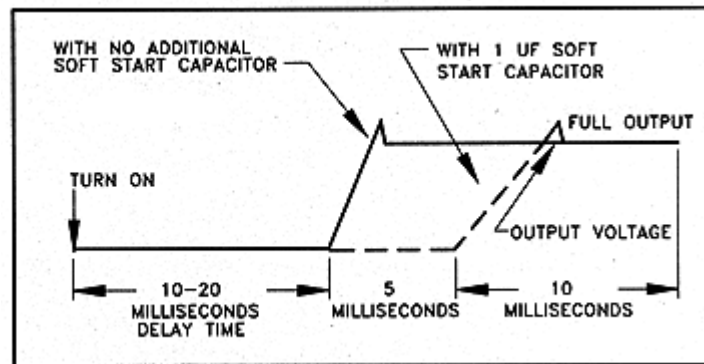 WITH NO ADDITIONAL
SOFT START CAPACITOR
WITH 1 UF SOFT
START CAPACITOR
FULL OUTPUT
TURN ON
OUTPUT VOLTAGE
10-20
MILLISECONDS
DELAY TIME
5
MILLISECONDS
10
MILLISECONDS